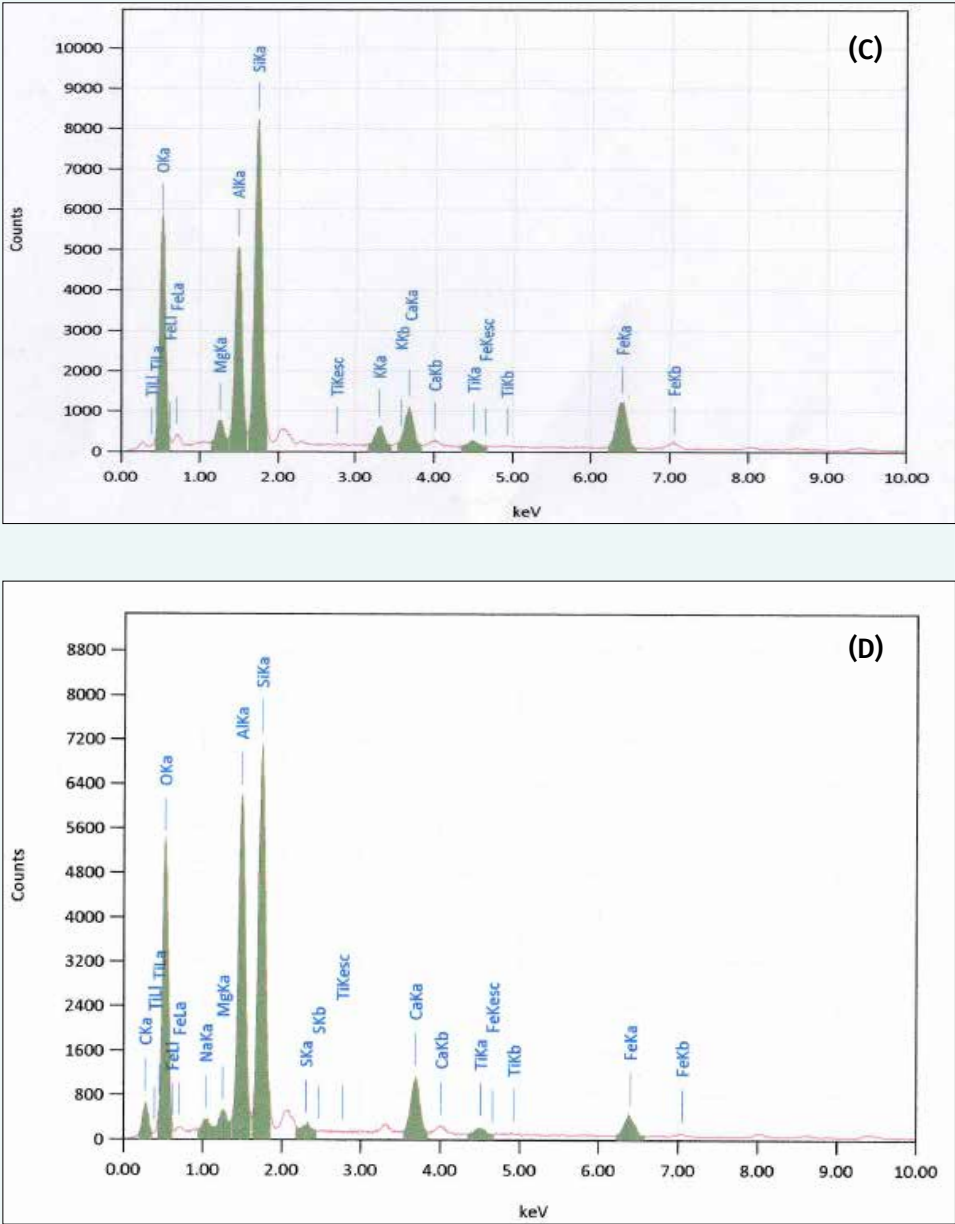 (C)
10000
9000
8000
7000
6000
5000
4000
3000
2000
1000
0
Counts
TiLl
TiLa
OKa
FeLl
FeLa
MgKa
AlKa
SiKa
TiKesc
KKa
KKb
CaKa
CaKb
TiKa
FeKesc
TiKb
FeKa
FeKb
0.00 1.00 2.00 3.00 4.00 5.00 6.00 7.00 8.00 9.00 10.00
keV
(D)
8800
8000
7200
6400
5600
4800
4000
3200
2400
1600
800
0
Counts
CKa
TiLl
TiLa
OKa
FeLl
FeLa
NaKa
MgKa
AlKa
SiKa
SKa
SKb
TiKesc
CaKa
CaKb
TiKa
FeKesc
TiKb
FeKa
FeKb
0.00 1.00 2.00 3.00 4.00 5.00 6.00 7.00 8.00 9.00 10.00
keV